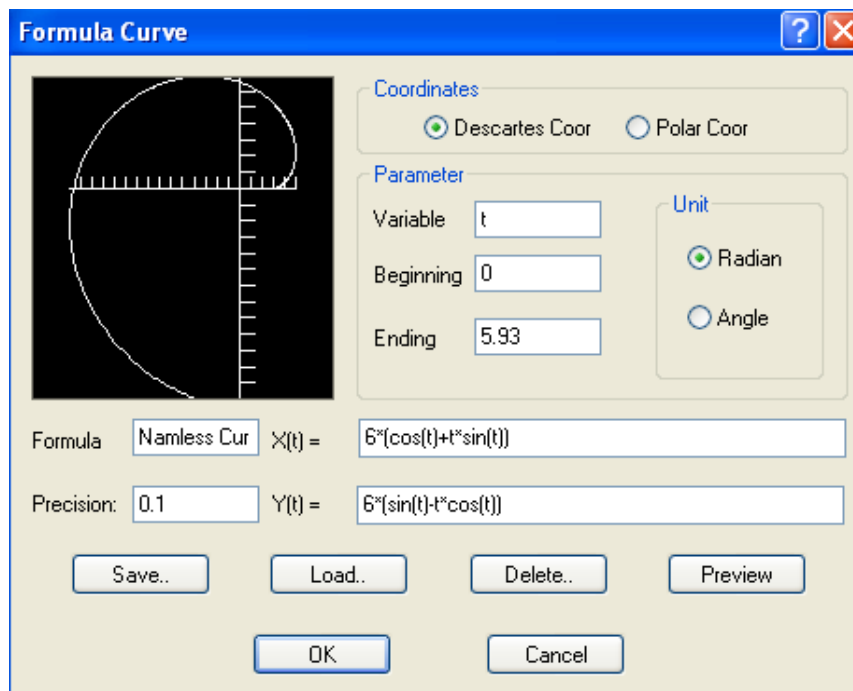 Formula Curve
Coordinates
Descartes Coor Polar Coor
Parameter
Variable t
Beginning 0
Ending 5.93
Unit
Radian
Angle
Formula Namless Cur X(t) = 6*(cos(t)+t*sin(t))
Precision: 0.1 Y(t) = 6*(sin(t)-t*cos(t))
Save.. Load.. Delete.. Preview
OK Cancel